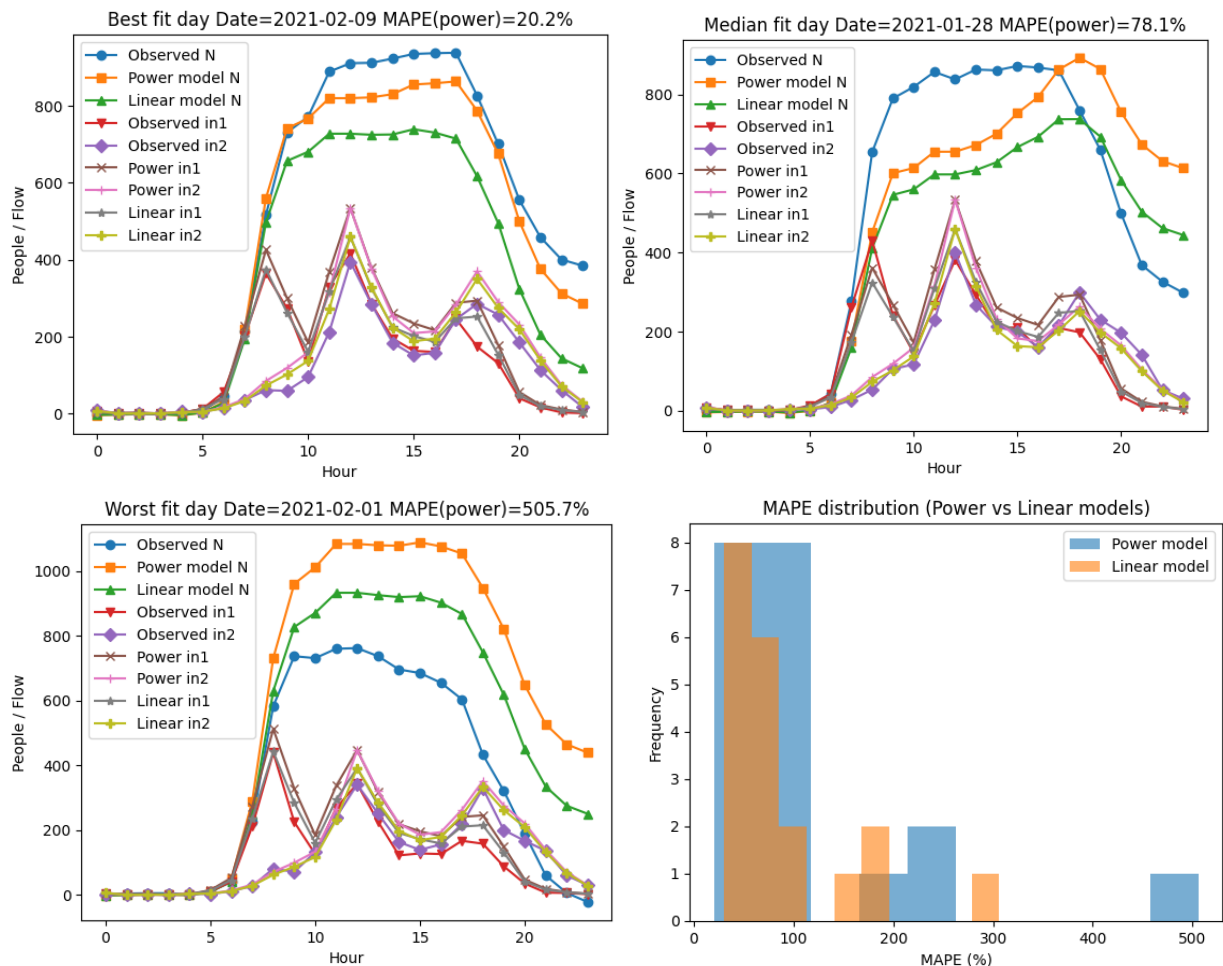 Best fit day Date=2021-02-09 MAPE(power)=20.2%
People / Flow
800
600
400
200
0
Observed N
Power model N
Linear model N
Observed in1
Observed in2
Power in1
Power in2
Linear in1
Linear in2
0 5 10 15 20
Hour
Median fit day Date=2021-01-28 MAPE(power)=78.1%
People / Flow
800
600
400
200
0
Observed N
Power model N
Linear model N
Observed in1
Observed in2
Power in1
Power in2
Linear in1
Linear in2
0 5 10 15 20
Hour
Worst fit day Date=2021-02-01 MAPE(power)=505.7%
People / Flow
1000
800
600
400
200
0
Observed N
Power model N
Linear model N
Observed in1
Observed in2
Power in1
Power in2
Linear in1
Linear in2
0 5 10 15 20
Hour
MAPE distribution (Power vs Linear models)
Frequency
8
7
6
5
4
3
2
1
0
Power model
Linear model
0 100 200 300 400 500
MAPE (%)